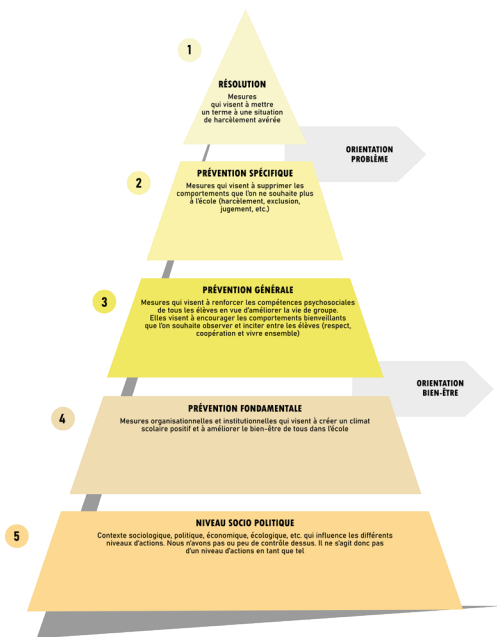 1
RÉSOLUTION
Mesures
qui visent à mettre
un terme à une situation
de harcèlement avérée
ORIENTATION
PROBLÈME
2
PRÉVENTION SPÉCIFIQUE
Mesures qui visent à supprimer les
comportements que l'on ne souhaite plus
à l'école (harcèlement, exclusion,
jugement, etc.)
3
PRÉVENTION GÉNÉRALE
Mesures qui visent à renforcer les compétences psychosociales
de tous les élèves en vue d'améliorer la vie de groupe.
Elles visent à encourager les comportements bienveillants
que l'on souhaite observer et inciter entre les élèves (respect,
coopération et vivre ensemble)
ORIENTATION
BIEN-ÊTRE
4
PRÉVENTION FONDAMENTALE
Mesures organisationnelles et institutionnelles qui visent à créer un climat
scolaire positif et à améliorer le bien-être de tous dans l'école
5
NIVEAU SOCIO POLITIQUE
Contexte sociologique, politique, économique, écologique, etc. qui influence les différents
niveaux d'actions. Nous n'avons pas ou peu de contrôle dessus. Il ne s'agit donc pas
d'un niveau d'actions en tant que tel